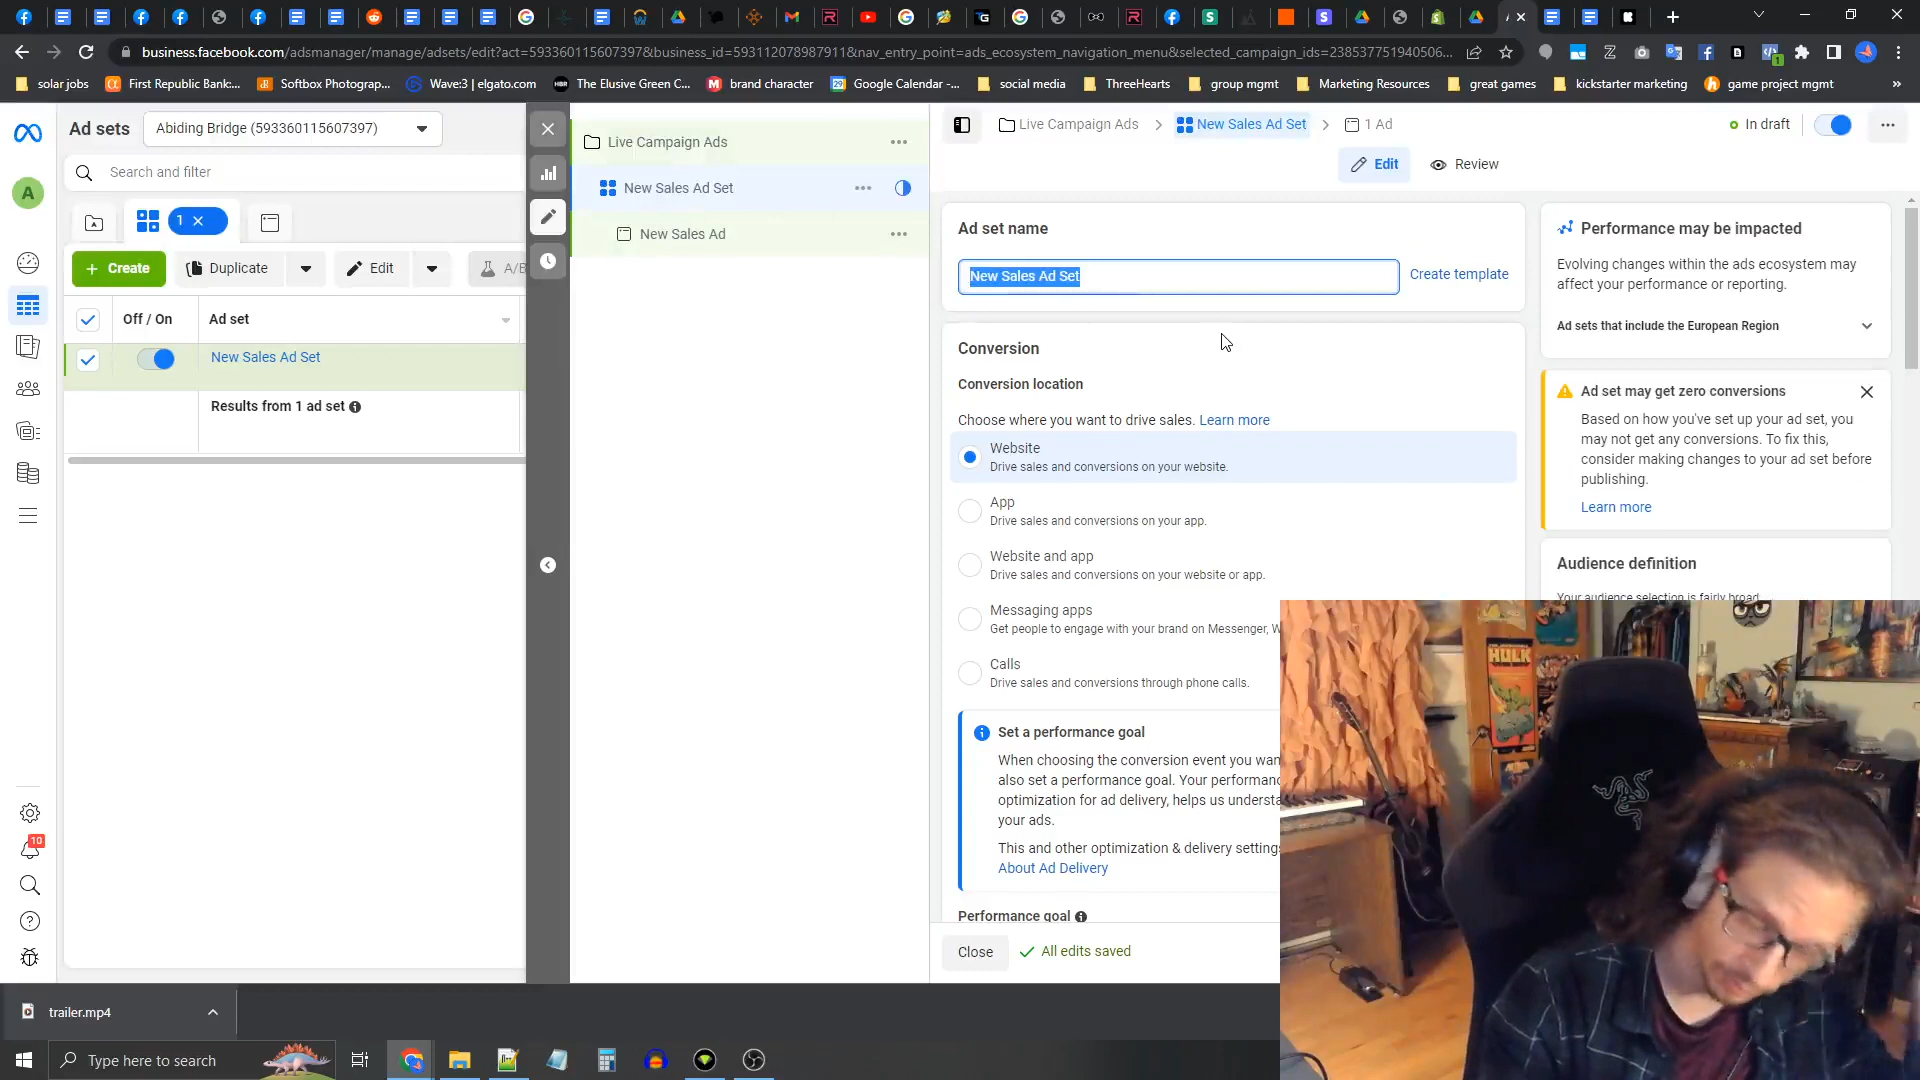 business.facebook.com/adsmanager/manage/adsets/edit?act=593360115607397&business_id=593112078987911&nav_entry_point=ads_ecosystem_navigation_menu&selected_campaign_ids=238537751940506...
solar jobs
First Republic Bank:...
Softbox Photograp...
Wave:3 | elgato.com
The Elusive Green C...
brand character
Google Calendar -...
social media
ThreeHearts
group mgmt
Marketing Resources
great games
kickstarter marketing
game project mgmt
»
Ad sets
Abiding Bridge (593360115607397)
Live Campaign Ads
New Sales Ad Set
1 Ad
In draft
Edit
Review
Search and filter
A
1
Create
Duplicate
Edit
A/B
Off / On
Ad set
New Sales Ad Set
Results from 1 ad set
Live Campaign Ads
New Sales Ad Set
New Sales Ad
Ad set name
New Sales Ad Set
Create template
Conversion
Conversion location
Choose where you want to drive sales. Learn more
Website
Drive sales and conversions on your website.
App
Drive sales and conversions on your app.
Website and app
Drive sales and conversions on your website or app.
Messaging apps
Get people to engage with your brand on Messenger, W
Calls
Drive sales and conversions through phone calls.
Set a performance goal
When choosing the conversion event you wan
also set a performance goal. Your performanc
optimization for ad delivery, helps us understa
your ads.
This and other optimization & delivery settings
About Ad Delivery
Performance goal
Close
All edits saved
Performance may be impacted
Evolving changes within the ads ecosystem may
affect your performance or reporting.
Ad sets that include the European Region
Ad set may get zero conversions
Based on how you've set up your ad set, you
may not get any conversions. To fix this,
consider making changes to your ad set before
publishing.
Learn more
Audience definition
Your audience selection is fairly broad.
HULK
10
trailer.mp4
Type here to search